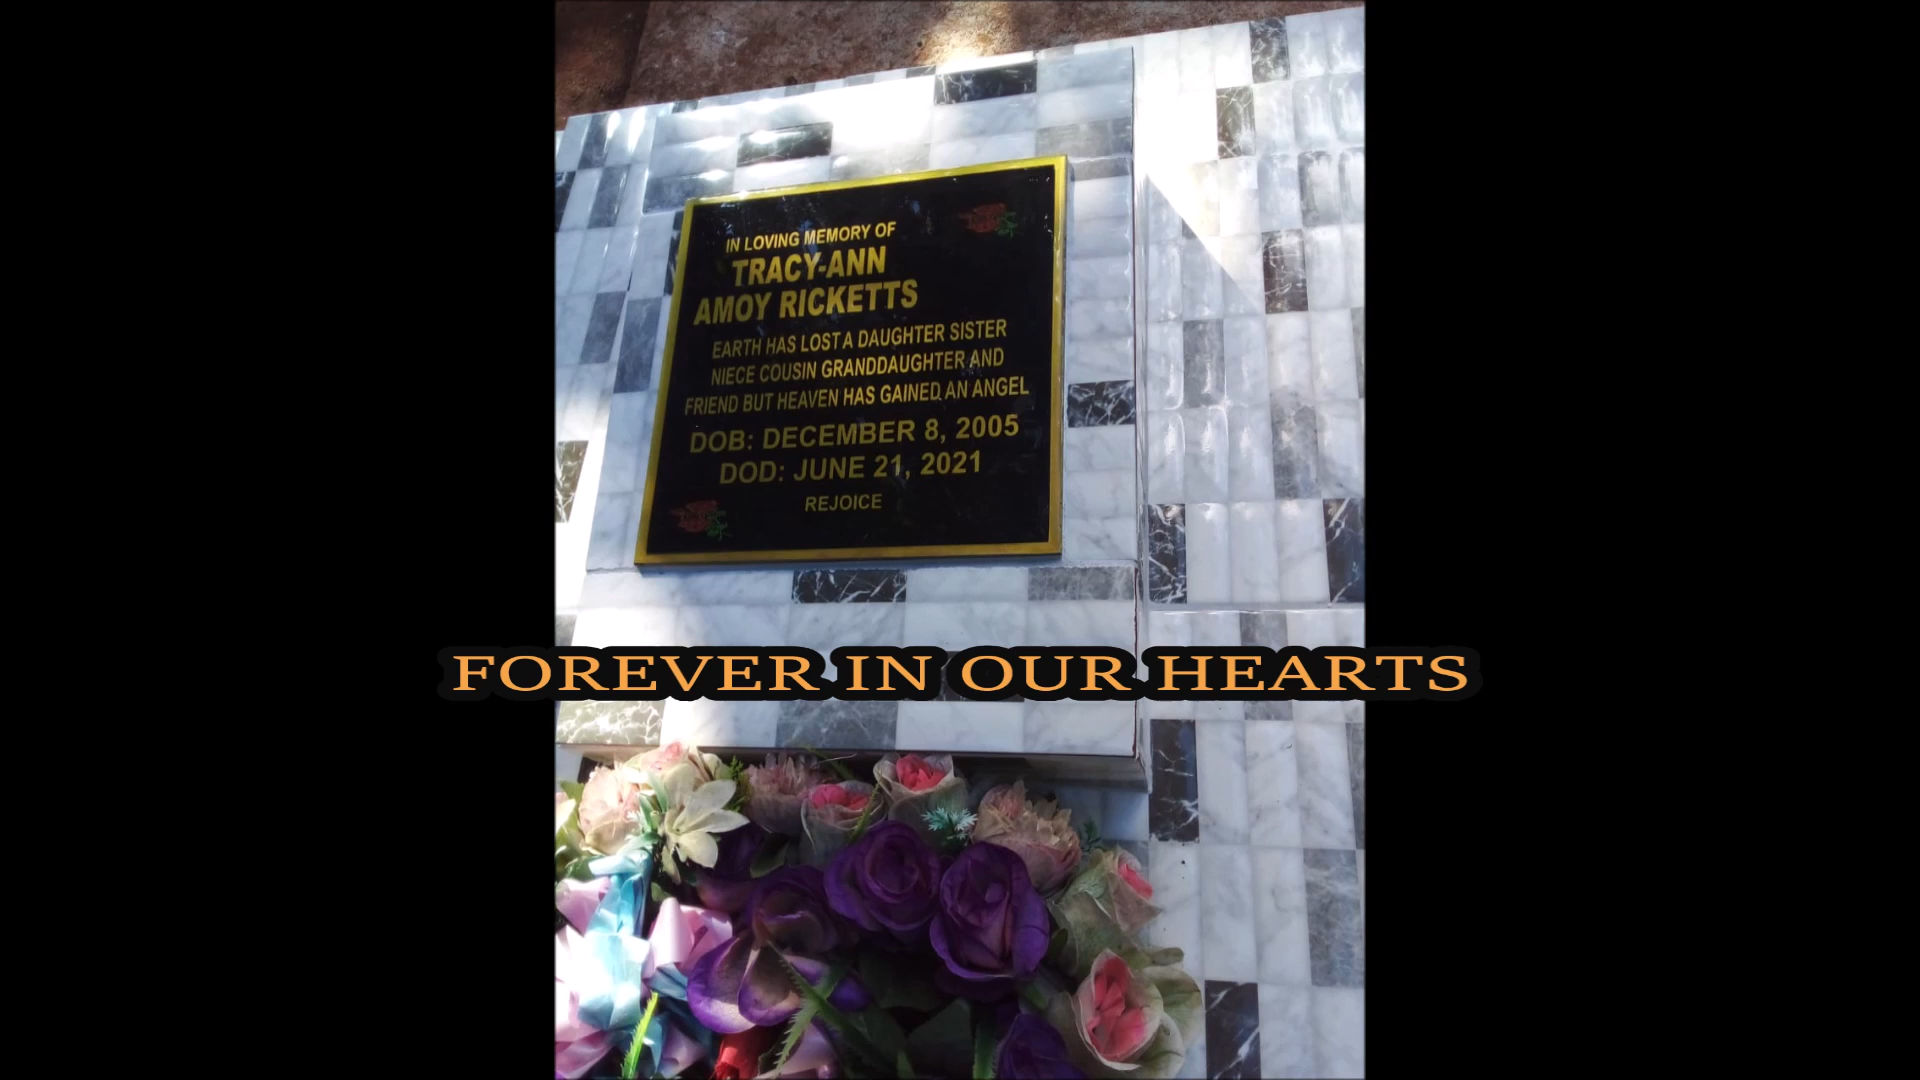 IN LOVING MEMORY OF
TRACY-ANN
AMOY RICKETTS
EARTH HAS LOST A DAUGHTER SISTER
NIECE COUSIN GRANDDAUGHTER AND
FRIEND BUT HEAVEN HAS GAINED AN ANGEL
DOB: DECEMBER 8, 2005
DOD: JUNE 21, 2021
REJOICE
FOREVER IN OUR HEARTS